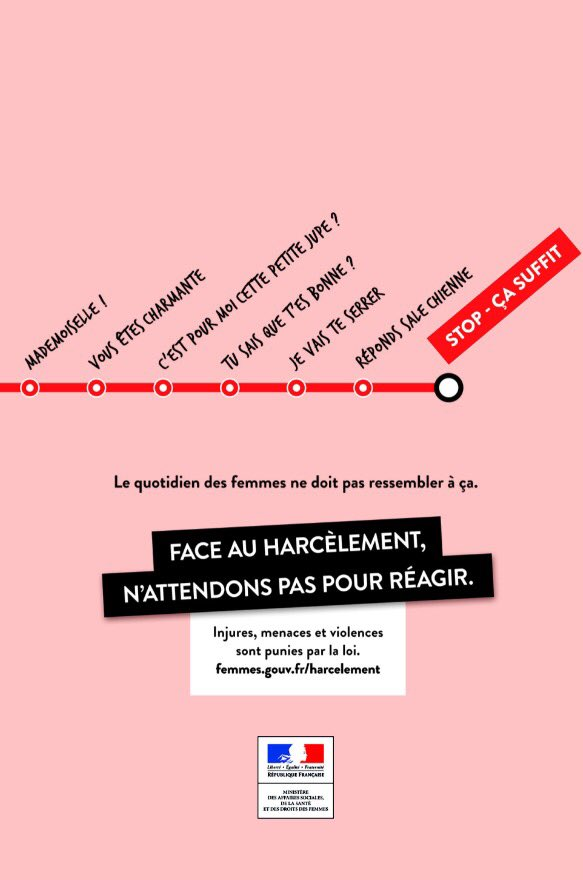 MADEMOISELLE !
VOUS ÊTES CHARMANTE
C'EST POUR MOI CETTE PETITE JUPE ?
TU SAIS QUE T'ES BONNE ?
JE VAIS TE SERRER
RÉPONDS SALE CHIENNE
STOP - ÇA SUFFIT
Le quotidien des femmes ne doit pas ressembler à ça.
FACE AU HARCÈLEMENT,
N'ATTENDONS PAS POUR RÉAGIR.
Injures, menaces et violences
sont punies par la loi.
femmes.gouv.fr/harcelement
Liberté • Égalité • Fraternité
RÉPUBLIQUE FRANÇAISE
MINISTÈRE
DES AFFAIRES SOCIALES,
DE LA SANTÉ
ET DES DROITS DES FEMMES